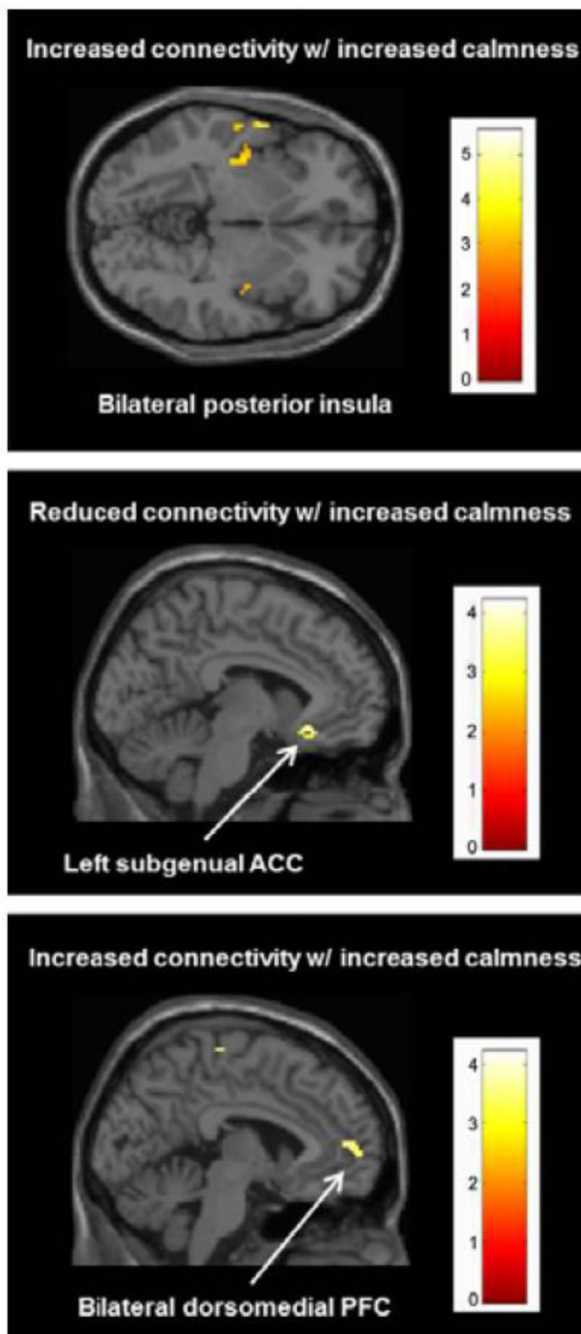 Increased connectivity w/ increased calmness
5
4
3
2
1
0
Bilateral posterior insula
Reduced connectivity w/ increased calmness
4
3
2
1
0
Left subgenual ACC
Increased connectivity w/ increased calmness
4
3
2
1
0
Bilateral dorsomedial PFC